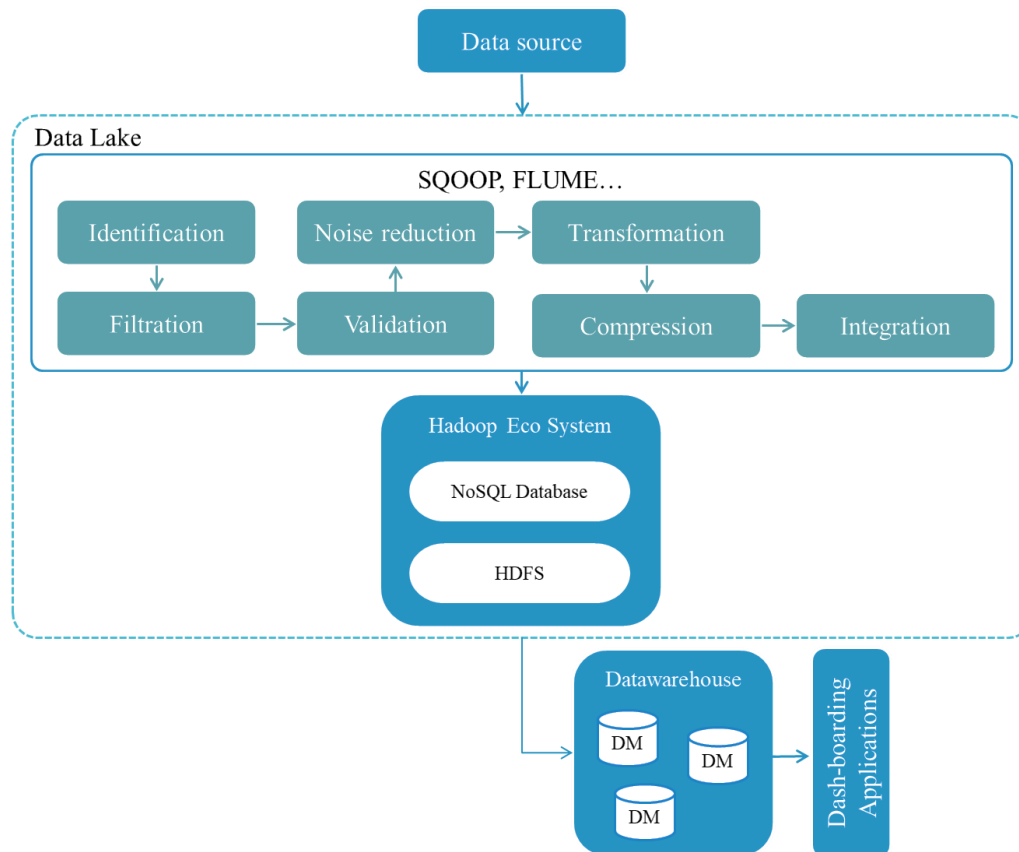 Data source
Data Lake
SQOOP, FLUME…
Identification
Noise reduction
Transformation
Filtration
Validation
Compression
Integration
Hadoop Eco System
NoSQL Database
HDFS
Datawarehouse
DM
DM
DM
Dash-boarding
Applications